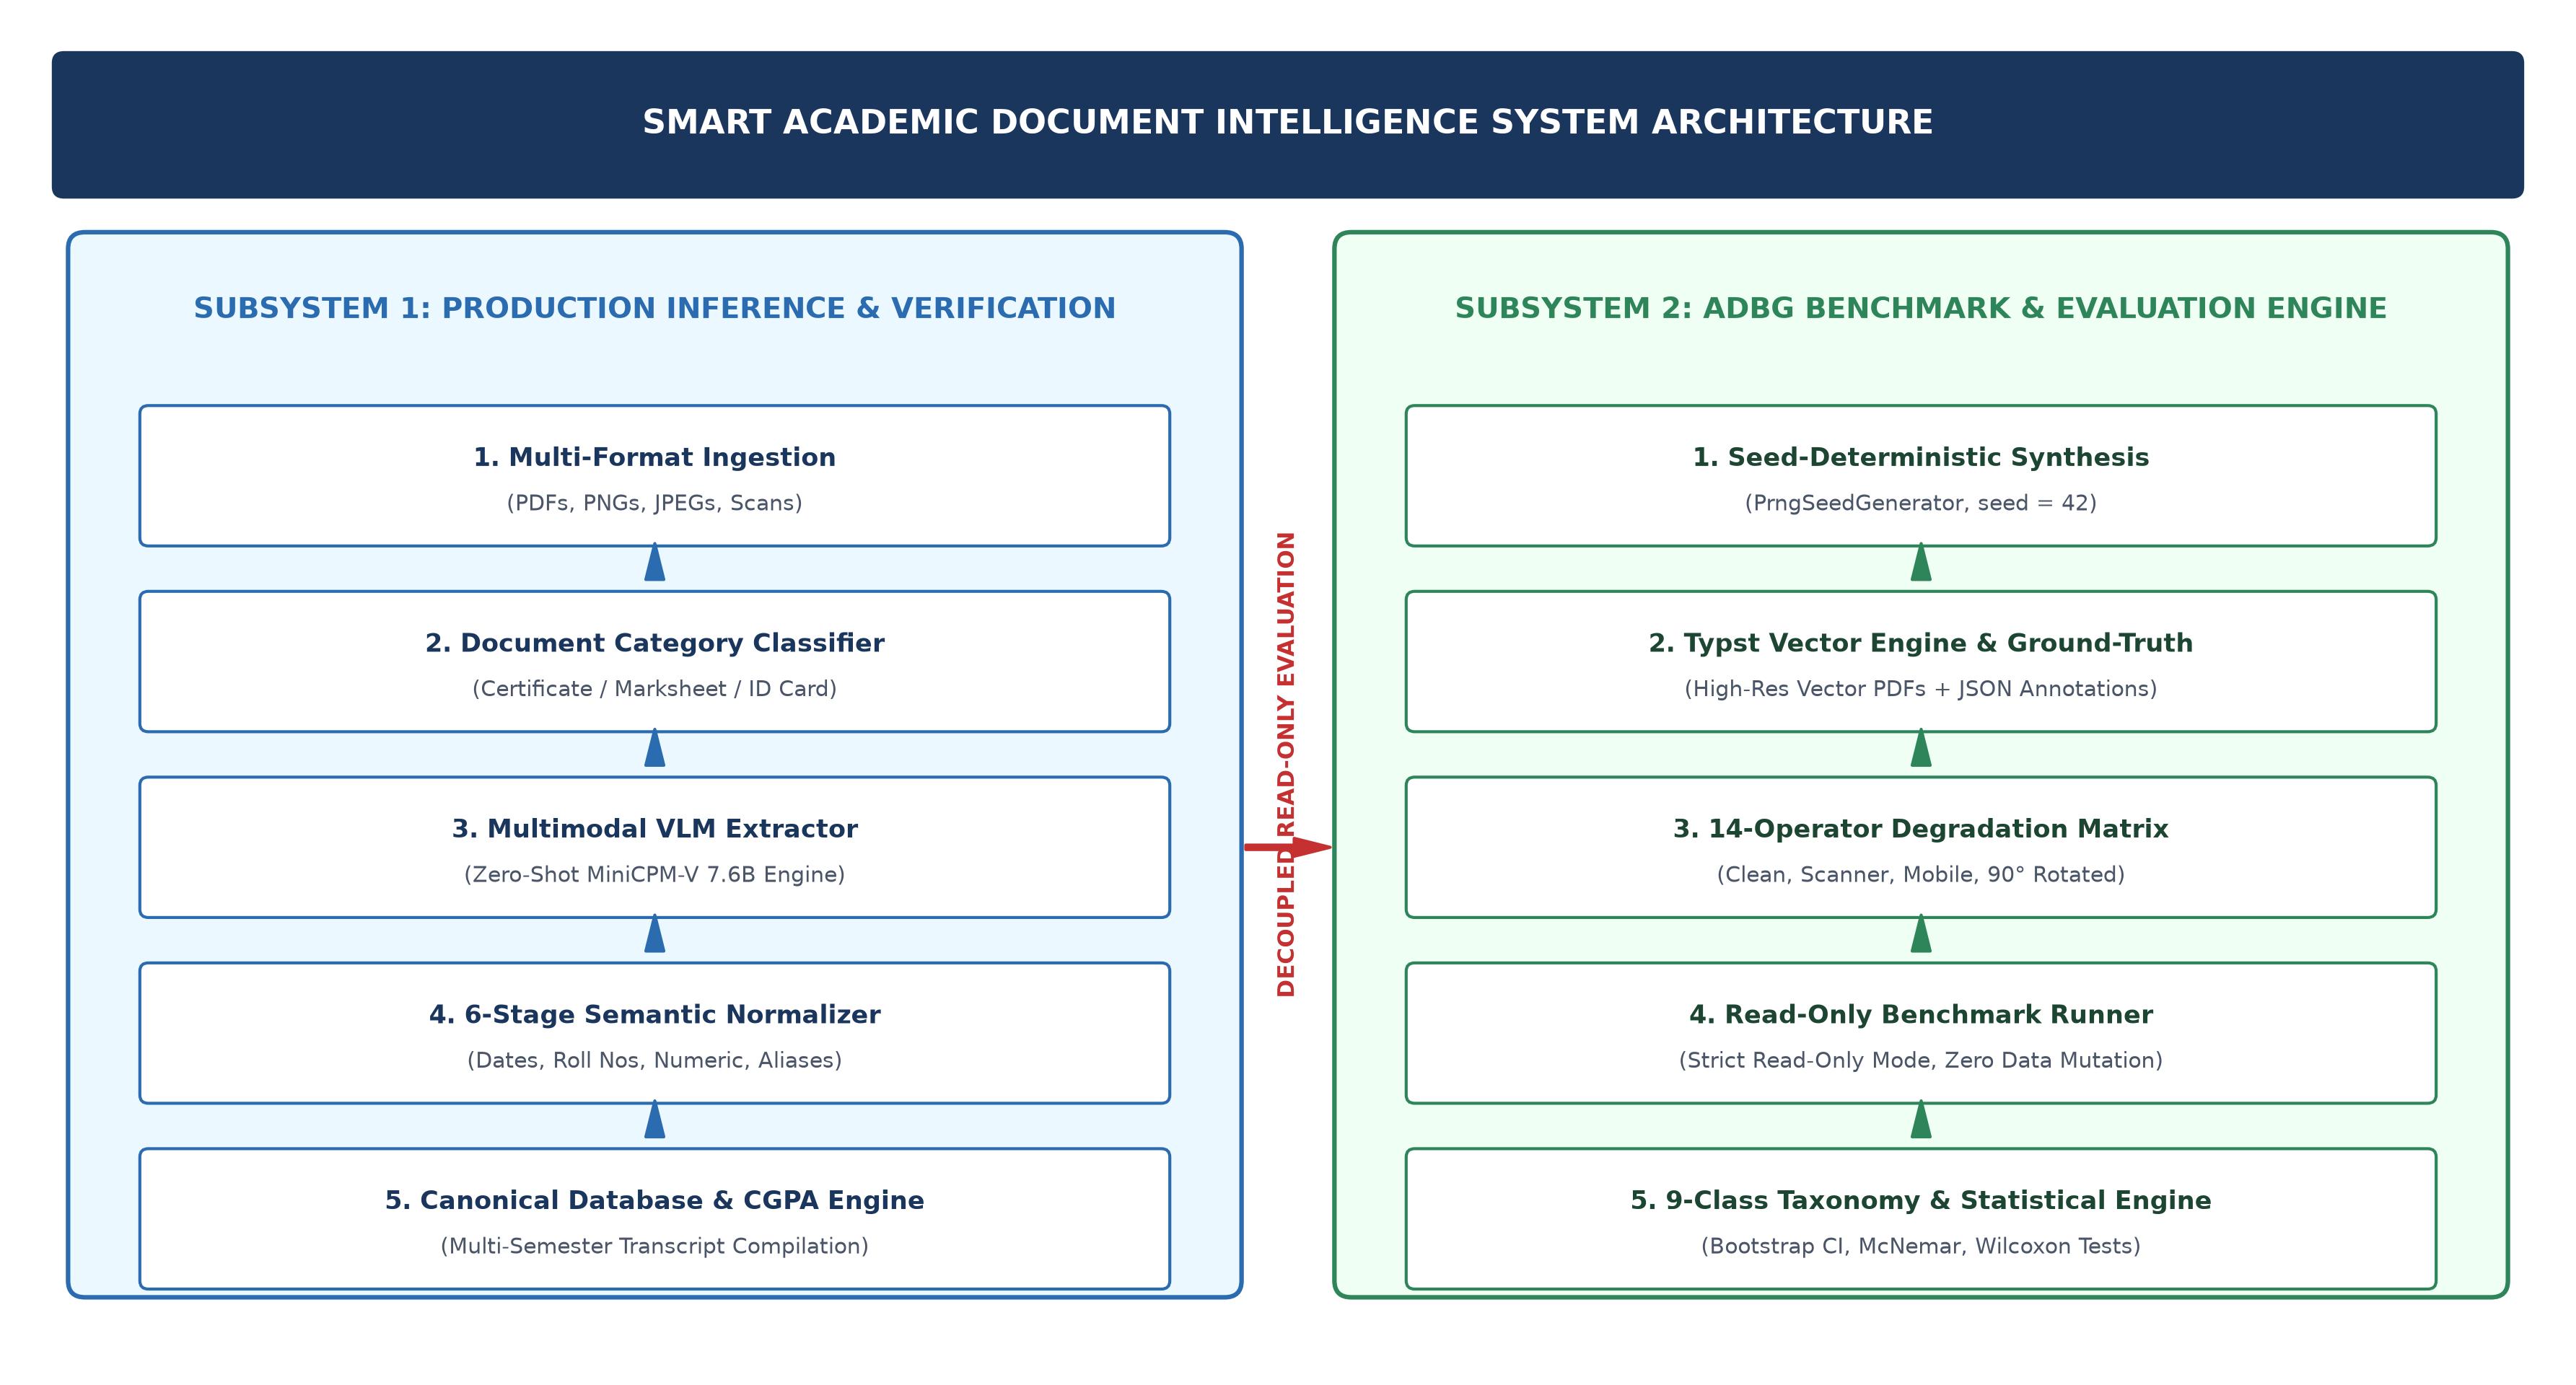 SMART ACADEMIC DOCUMENT INTELLIGENCE SYSTEM ARCHITECTURE
SUBSYSTEM 1: PRODUCTION INFERENCE & VERIFICATION
1. Multi-Format Ingestion
(PDFs, PNGs, JPEGs, Scans)
2. Document Category Classifier
(Certificate / Marksheet / ID Card)
3. Multimodal VLM Extractor
(Zero-Shot MiniCPM-V 7.6B Engine)
4. 6-Stage Semantic Normalizer
(Dates, Roll Nos, Numeric, Aliases)
5. Canonical Database & CGPA Engine
(Multi-Semester Transcript Compilation)
DECOUPLED READ-ONLY EVALUATION
SUBSYSTEM 2: ADBG BENCHMARK & EVALUATION ENGINE
1. Seed-Deterministic Synthesis
(PrngSeedGenerator, seed = 42)
2. Typst Vector Engine & Ground-Truth
(High-Res Vector PDFs + JSON Annotations)
3. 14-Operator Degradation Matrix
(Clean, Scanner, Mobile, 90° Rotated)
4. Read-Only Benchmark Runner
(Strict Read-Only Mode, Zero Data Mutation)
5. 9-Class Taxonomy & Statistical Engine
(Bootstrap CI, McNemar, Wilcoxon Tests)